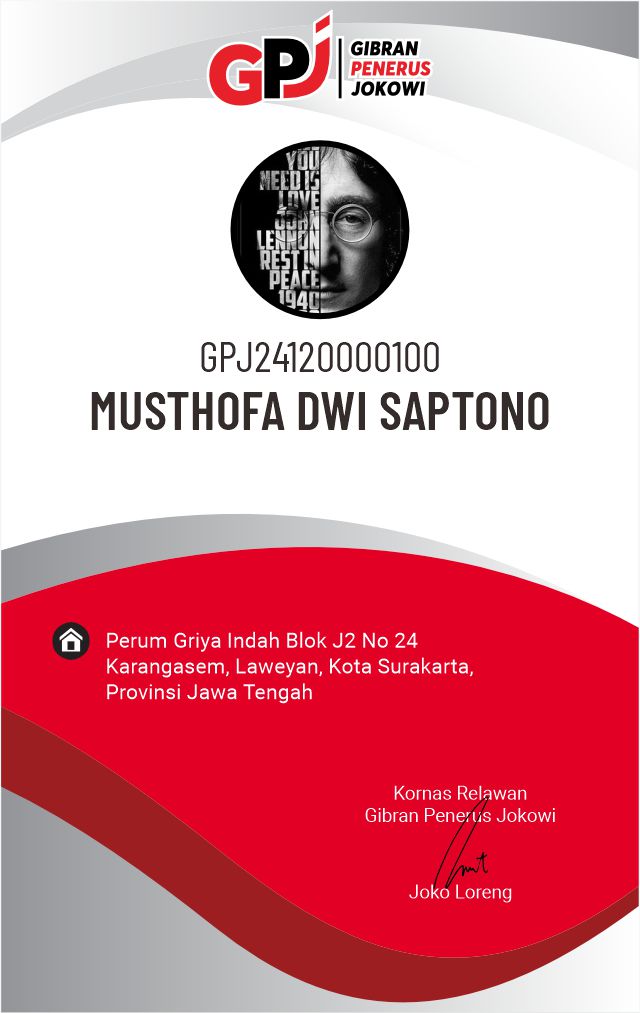 GPJ
GIBRAN
PENERUS
JOKOWI
YOU
NEED IS
LOVE
JOHN
LENNON
REST IN
PEACE
1940
GPJ24120000100
MUSTHOFA DWI SAPTONO
Perum Griya Indah Blok J2 No 24
Karangasem, Laweyan, Kota Surakarta,
Provinsi Jawa Tengah
Kornas Relawan
Gibran Penerus Jokowi
Joko Loreng